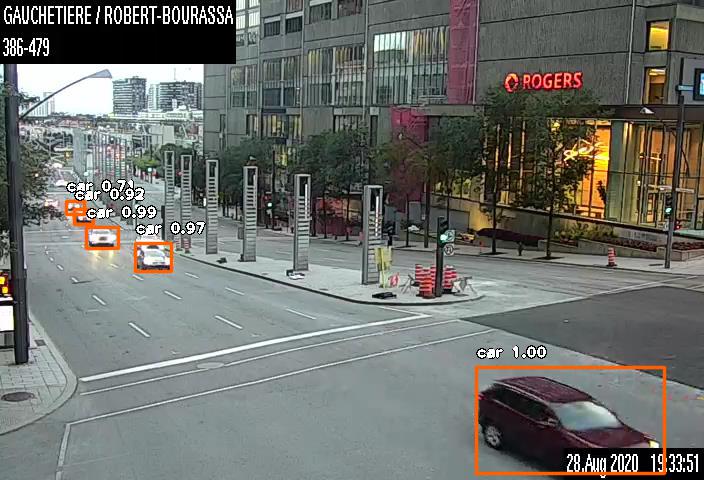 GAUCHETIERE / ROBERT-BOURASSA
386-479
ROGERS
car 0.71
car 0.92
car 0.99
car 0.97
car 1.00
28.Aug 2020 19:33:51